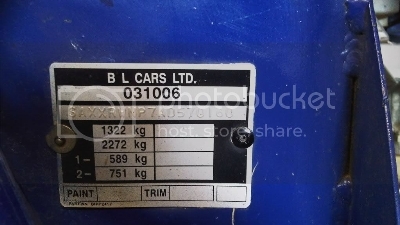 B L CARS LTD.
031006
1322 kg
2272 kg
1- 589 kg
2- 751 kg
PAINT TRIM
photobucket